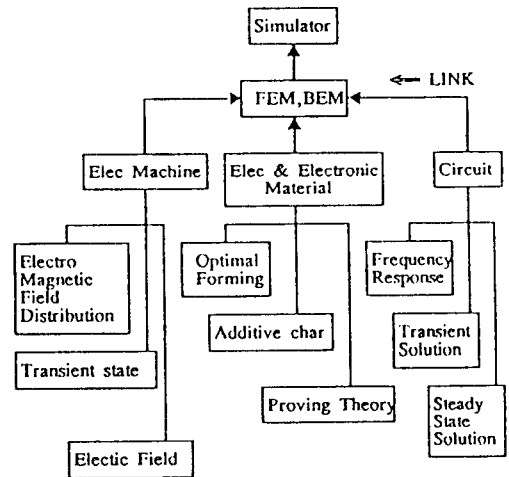 Simulator
FEM,BEM
LINK
Elec Machine
Elec & Electronic
Material
Circuit
Electro
Magnetic
Field
Distribution
Optimal
Forming
Frequency
Response
Additive char
Transient
Solution
Transient state
Proving Theory
Steady
State
Solution
Electic Field